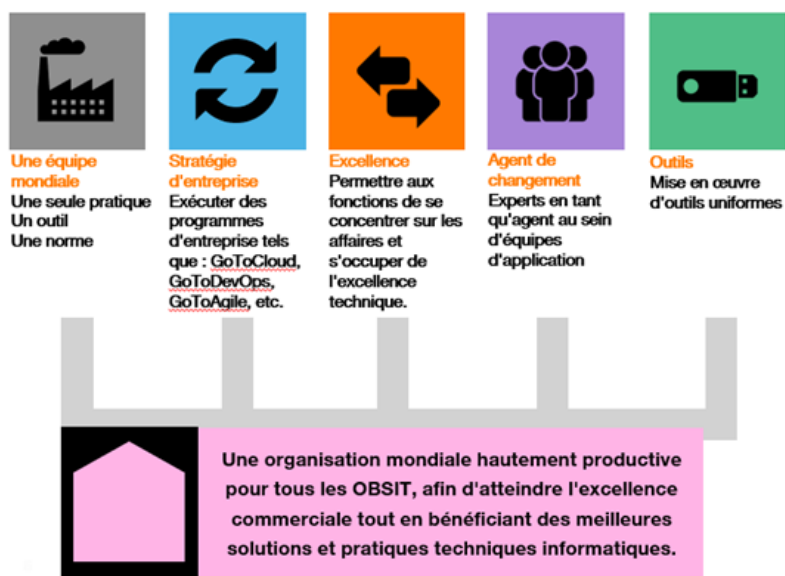 Une équipe
mondiale
Une seule pratique
Un outil
Une norme
Stratégie
d'entreprise
Exécuter des
programmes
d'entreprise tels
que : GoToCloud,
GoToDevOps,
GoToAgile, etc.
Excellence
Permettre aux
fonctions de se
concentrer sur les
affaires et
s'occuper de
l'excellence
technique.
Agent de
changement
Experts en tant
qu'agent au sein
d'équipes
d'application
Outils
Mise en œuvre
d'outils uniformes
Une organisation mondiale hautement productive
pour tous les OBSIT, afin d'atteindre l'excellence
commerciale tout en bénéficiant des meilleures
solutions et pratiques techniques informatiques.